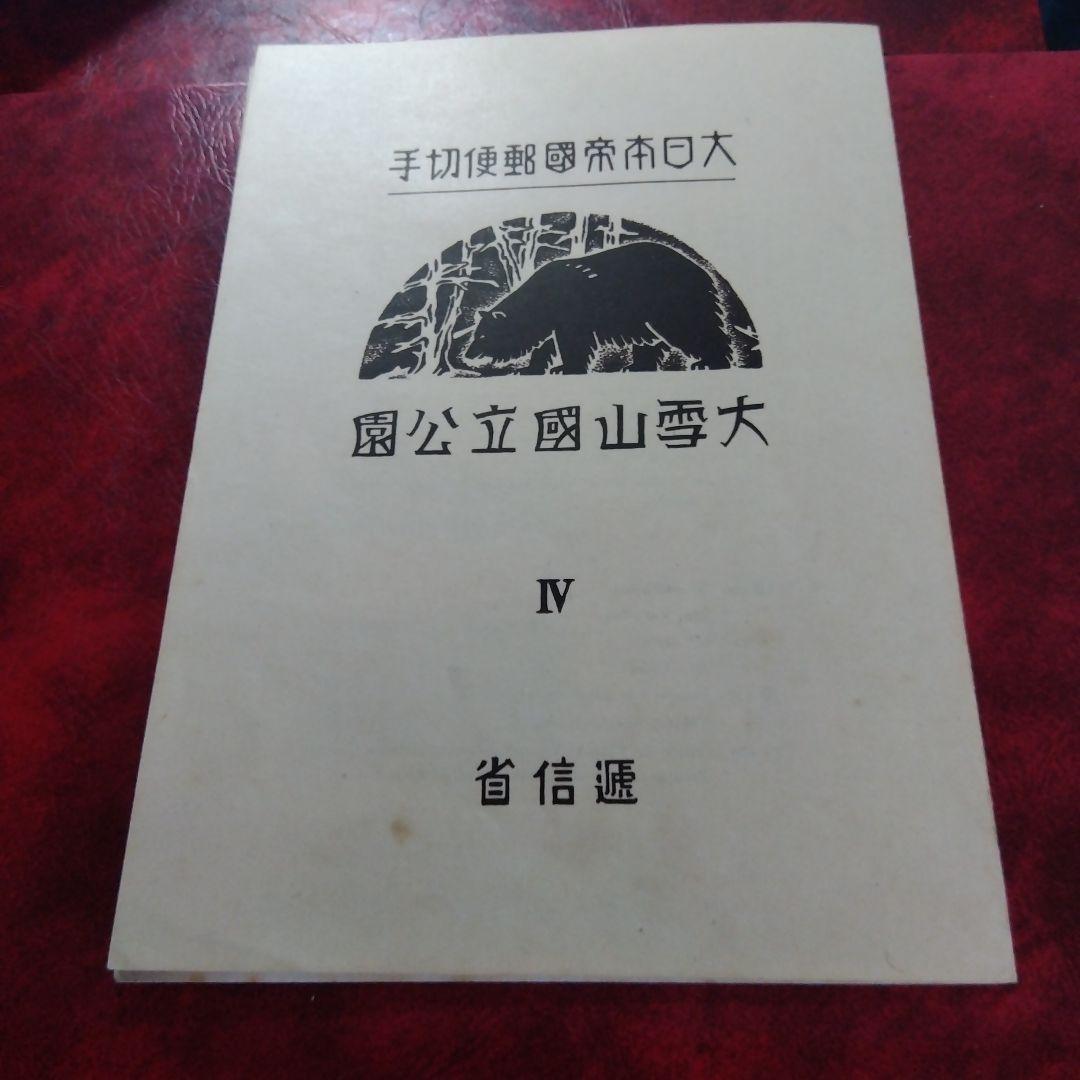 大日本帝國郵便切手
大雪山國立公園
IV
遞信省